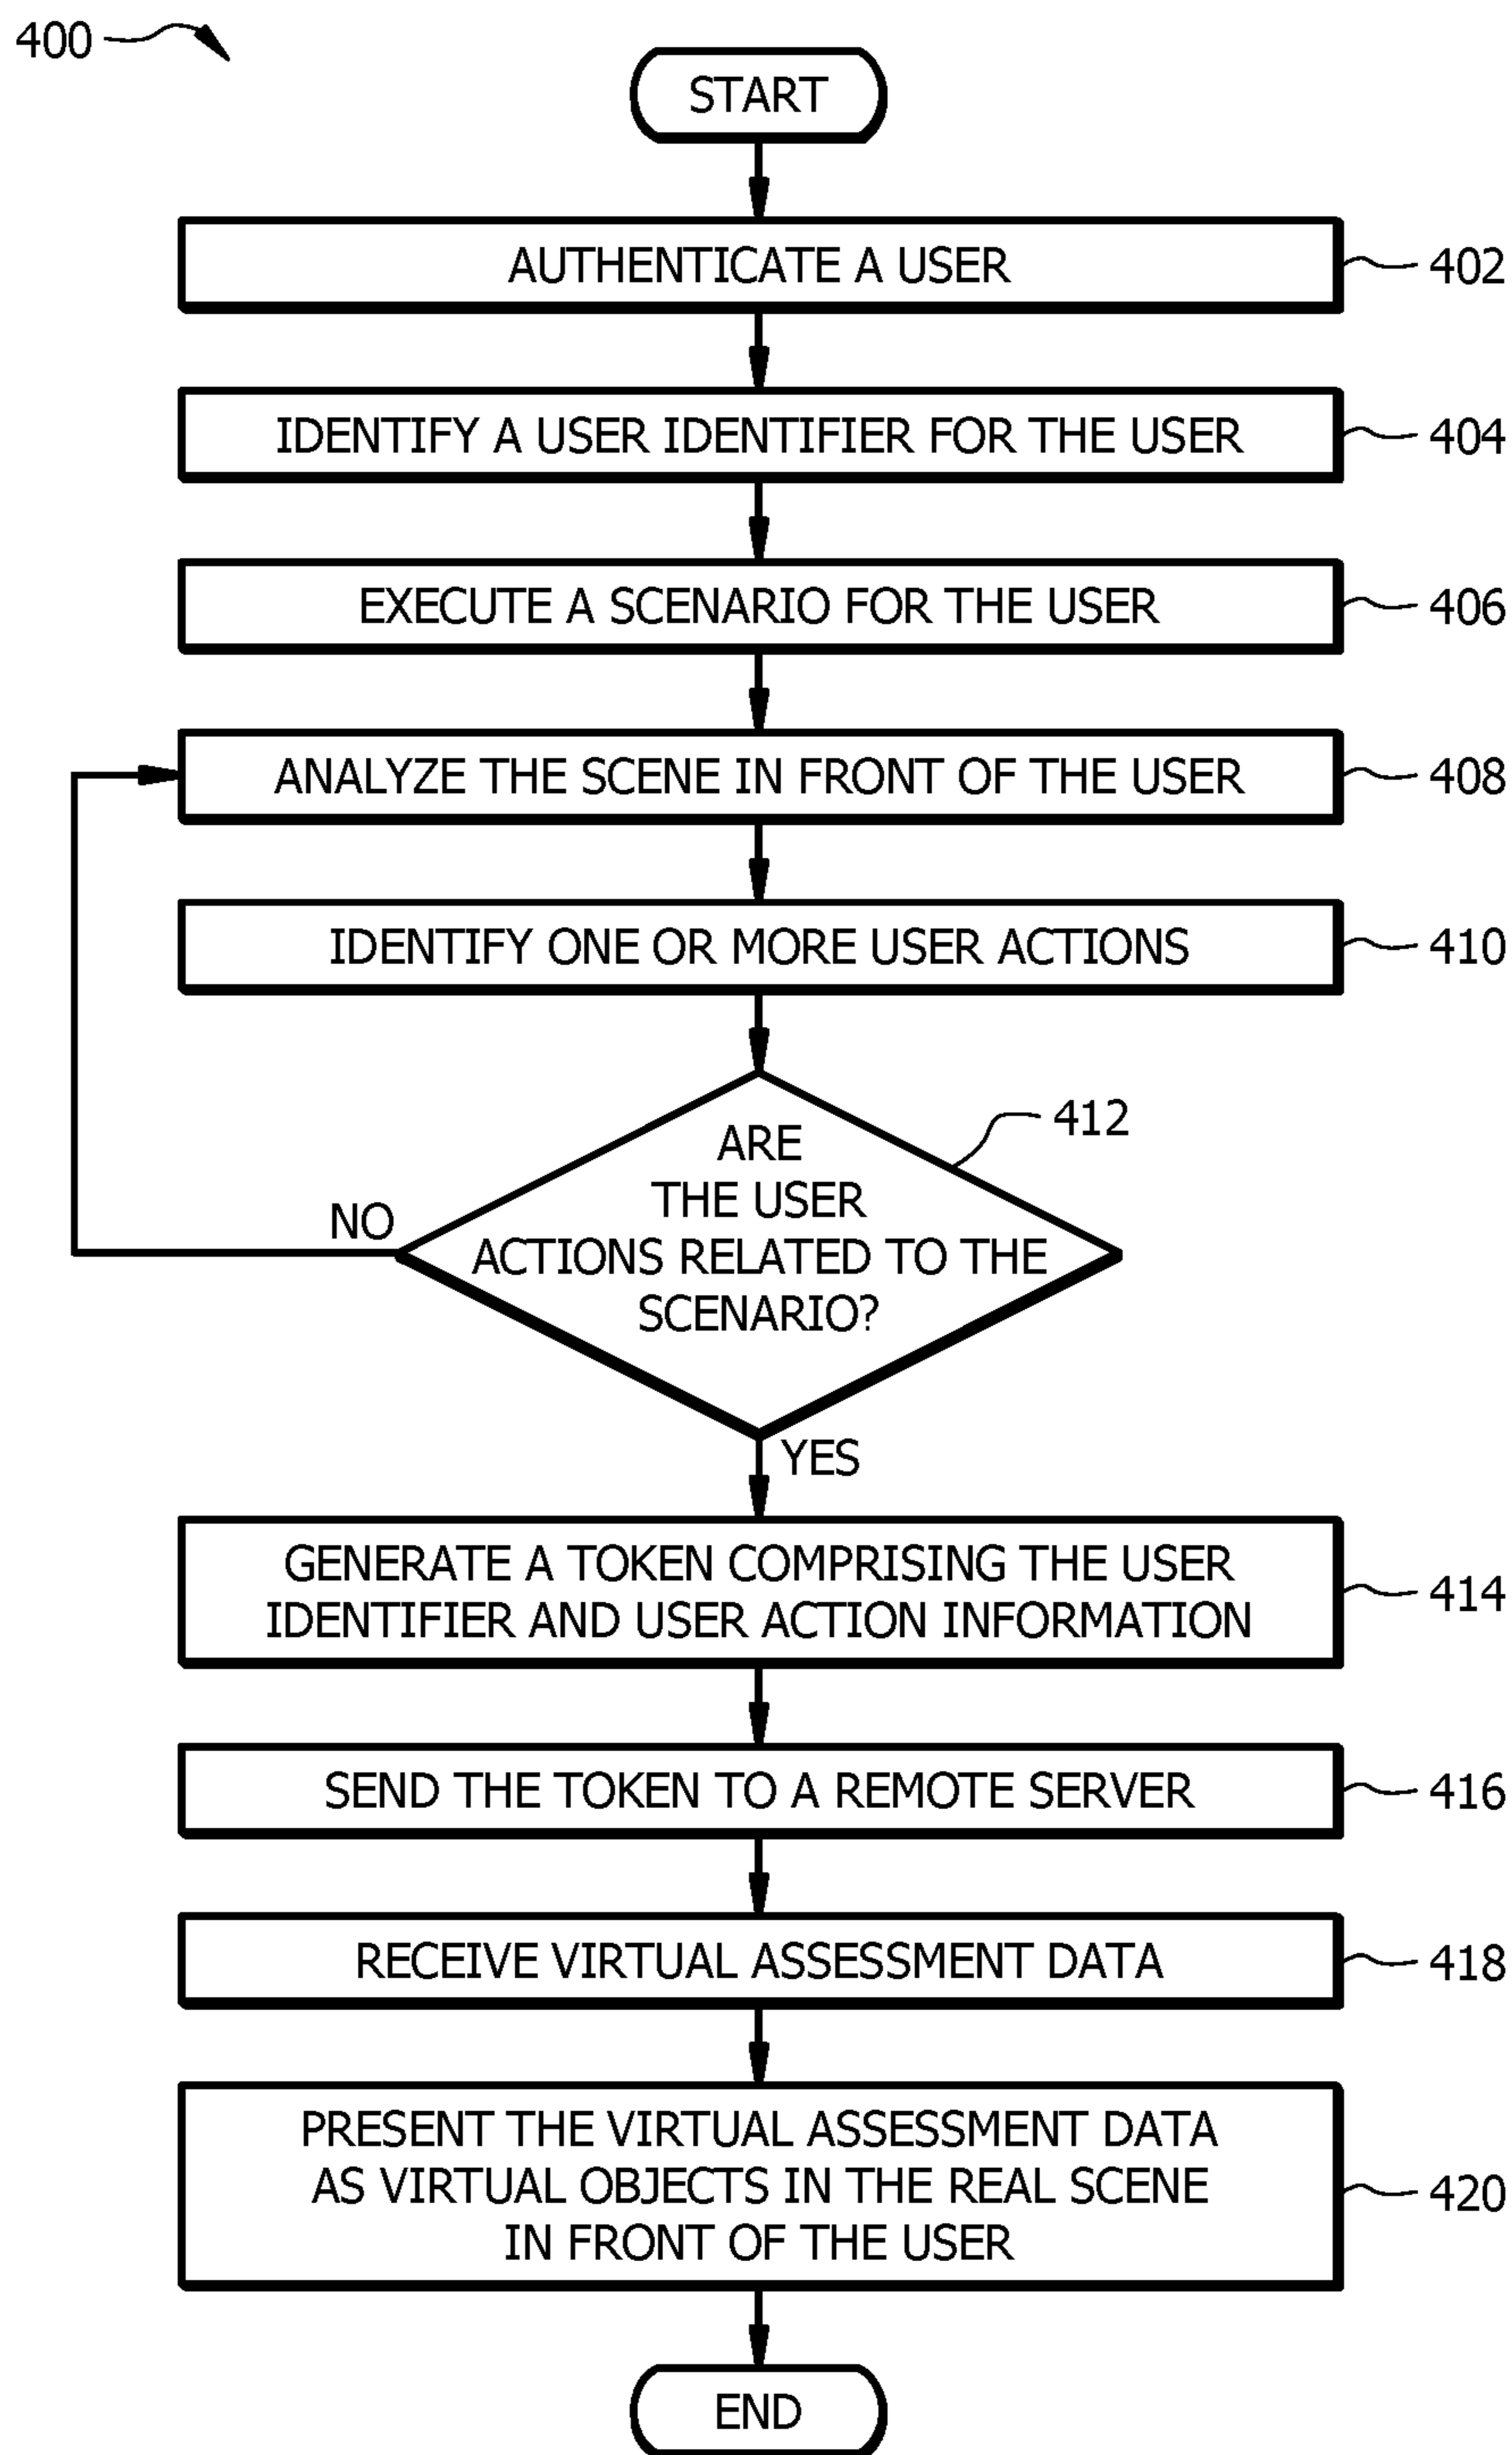 400
START
AUTHENTICATE A USER
402
IDENTIFY A USER IDENTIFIER FOR THE USER
404
EXECUTE A SCENARIO FOR THE USER
406
ANALYZE THE SCENE IN FRONT OF THE USER
408
IDENTIFY ONE OR MORE USER ACTIONS
410
412
ARE
THE USER
ACTIONS RELATED TO THE
SCENARIO?
NO
YES
GENERATE A TOKEN COMPRISING THE USER
IDENTIFIER AND USER ACTION INFORMATION
414
SEND THE TOKEN TO A REMOTE SERVER
416
RECEIVE VIRTUAL ASSESSMENT DATA
418
PRESENT THE VIRTUAL ASSESSMENT DATA
AS VIRTUAL OBJECTS IN THE REAL SCENE
IN FRONT OF THE USER
420
END